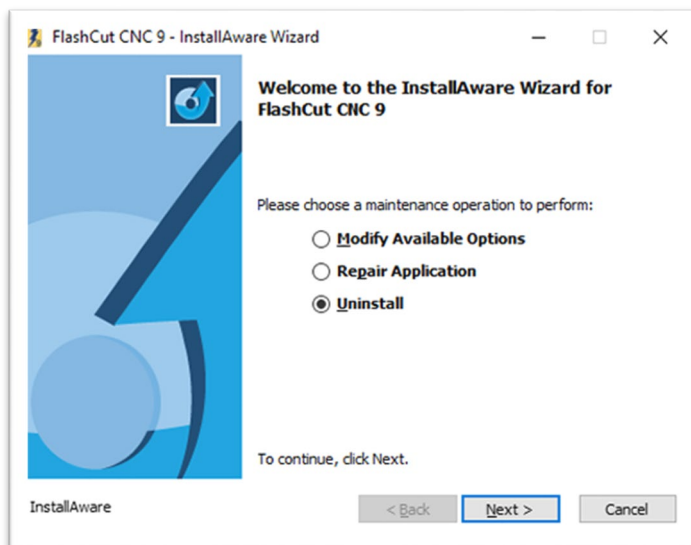 FlashCut CNC 9 - InstallAware Wizard
Welcome to the InstallAware Wizard for
FlashCut CNC 9
Please choose a maintenance operation to perform:
Modify Available Options
Repair Application
Uninstall
To continue, click Next.
InstallAware
< Back
Next >
Cancel